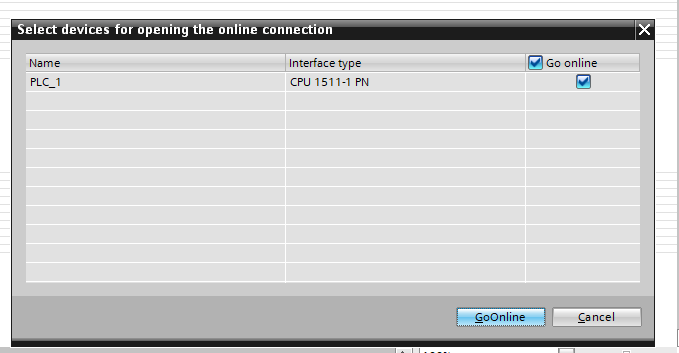 Select devices for opening the online connection
Name Interface type Go online
PLC_1 CPU 1511-1 PN
GoOnline Cancel